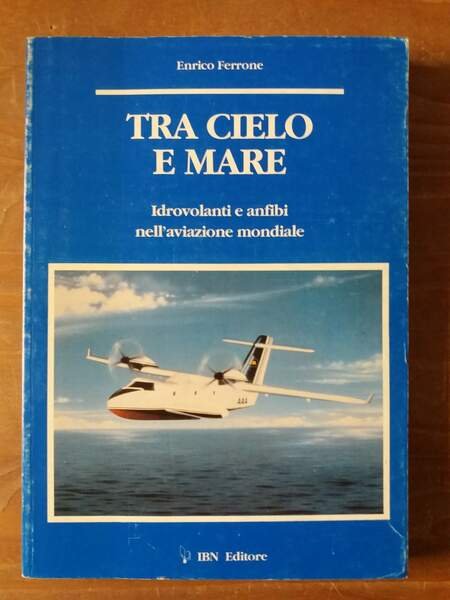 Enrico Ferrone
TRA CIELO
E MARE
Idrovolanti e anfibi
nell'aviazione mondiale
IBN Editore